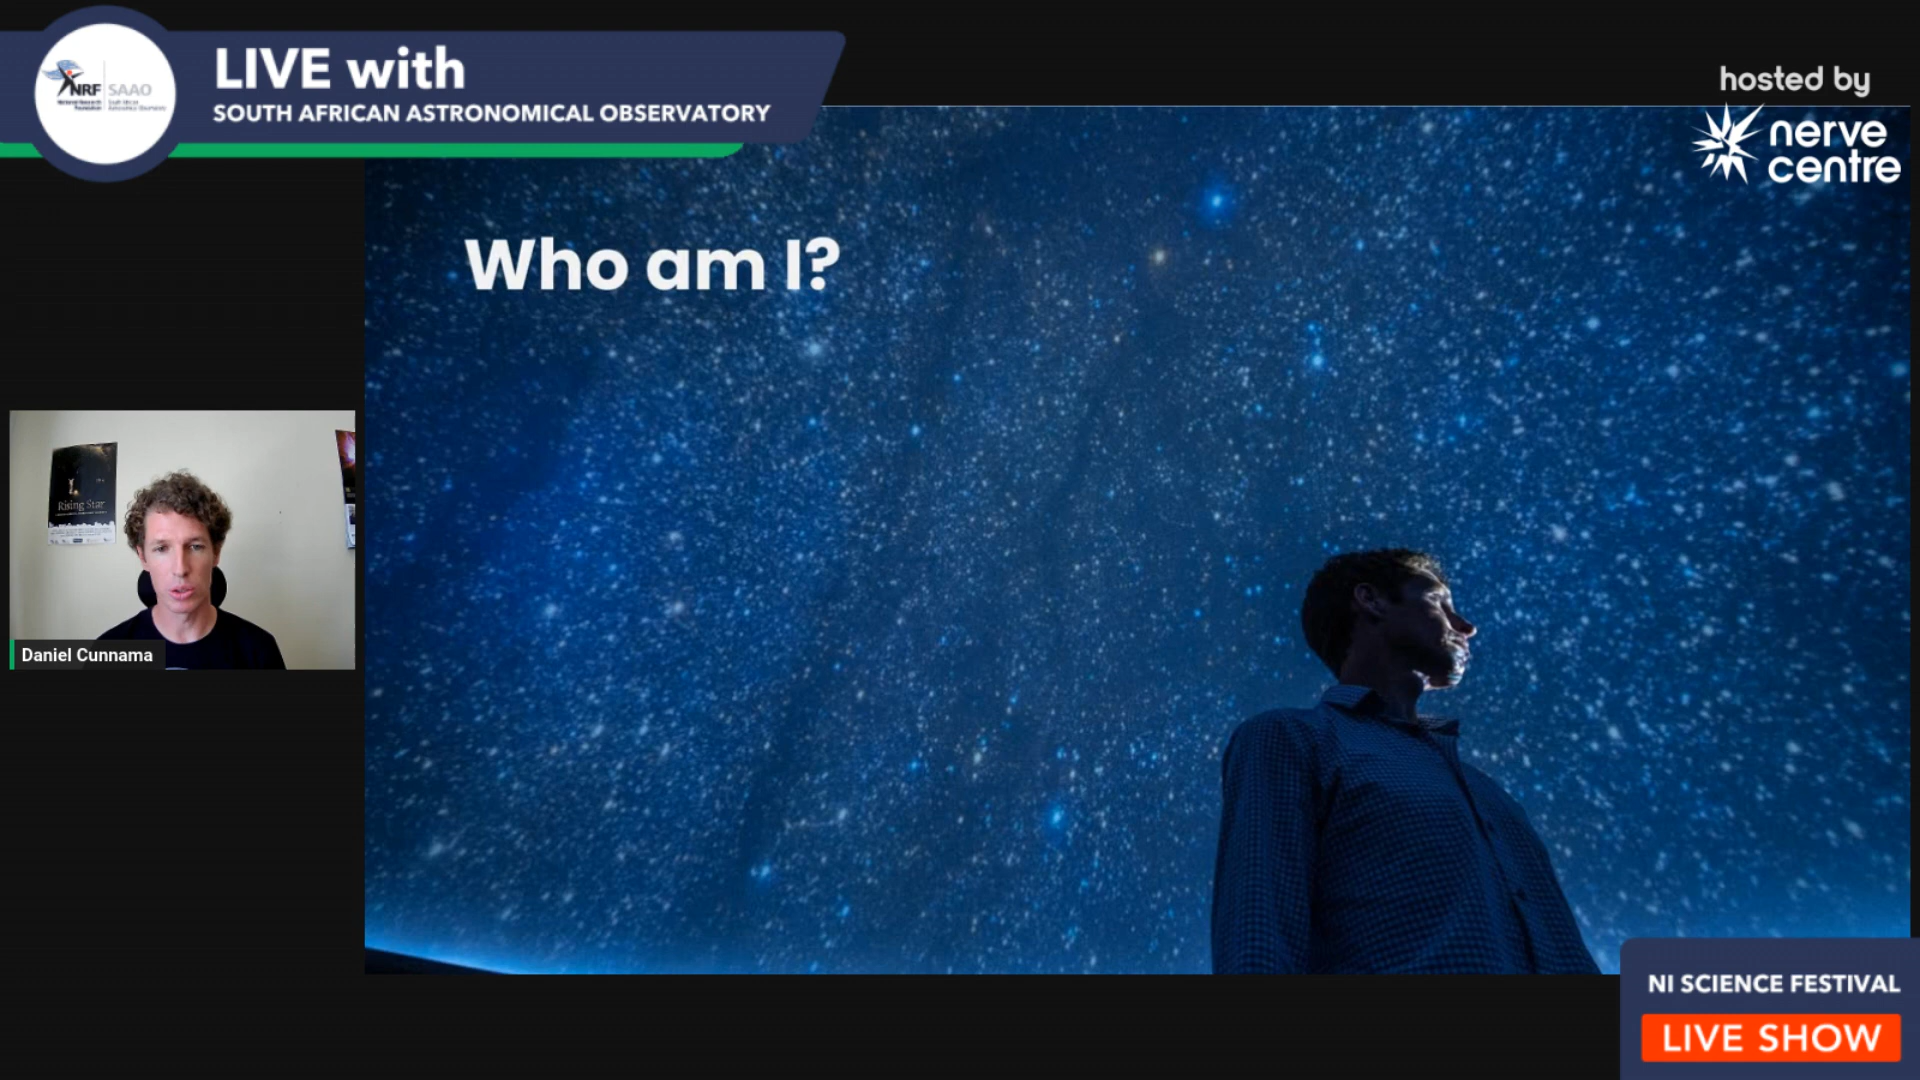 LIVE with
SOUTH AFRICAN ASTRONOMICAL OBSERVATORY
NRF
SAAO
hosted by
nerve
centre
Who am I?
Rising Star
Daniel Cunnama
NI SCIENCE FESTIVAL
LIVE SHOW